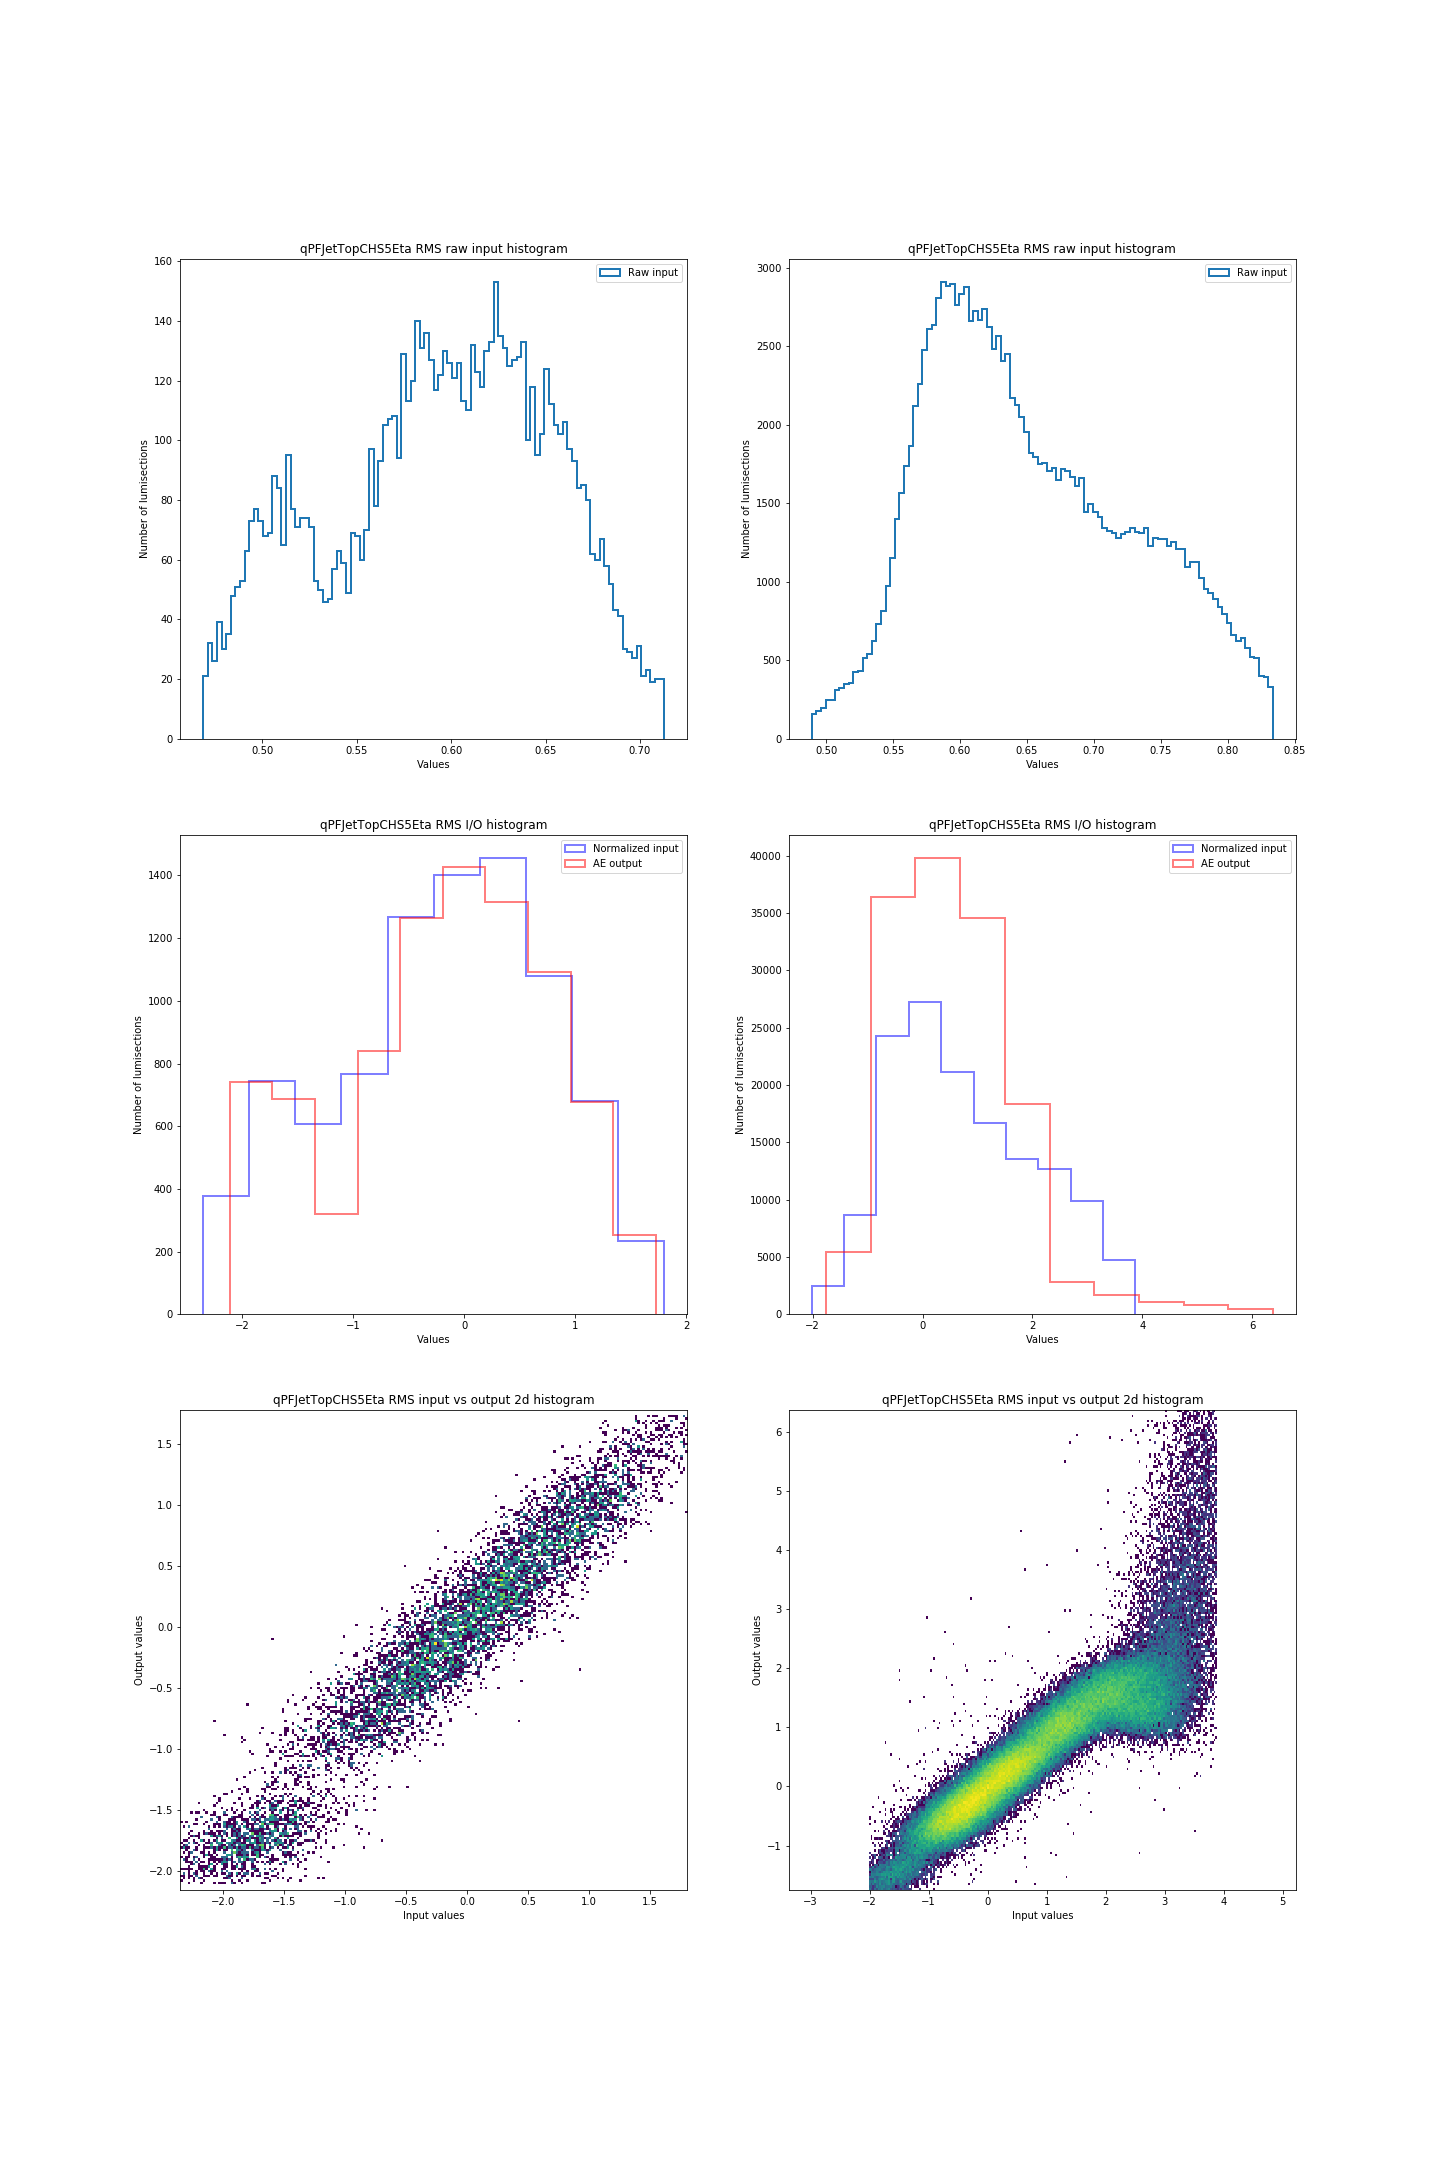 qPFJetTopCHS5Eta RMS raw input histogram
Number of lumisections
160
140
120
100
80
60
40
20
0
Raw input
0.50 0.55 0.60 0.65 0.70
Values
qPFJetTopCHS5Eta RMS raw input histogram
Number of lumisections
3000
2500
2000
1500
1000
500
0
Raw input
0.50 0.55 0.60 0.65 0.70 0.75 0.80 0.85
Values
qPFJetTopCHS5Eta RMS I/O histogram
Number of lumisections
1400
1200
1000
800
600
400
200
0
Normalized input
AE output
−2 −1 0 1 2
Values
qPFJetTopCHS5Eta RMS I/O histogram
Number of lumisections
40000
35000
30000
25000
20000
15000
10000
5000
0
Normalized input
AE output
−2 0 2 4 6
Values
qPFJetTopCHS5Eta RMS input vs output 2d histogram
Output values
1.5
1.0
0.5
0.0
−0.5
−1.0
−1.5
−2.0
−2.0 −1.5 −1.0 −0.5 0.0 0.5 1.0 1.5
Input values
qPFJetTopCHS5Eta RMS input vs output 2d histogram
Output values
6
5
4
3
2
1
0
−1
−3 −2 −1 0 1 2 3 4 5
Input values